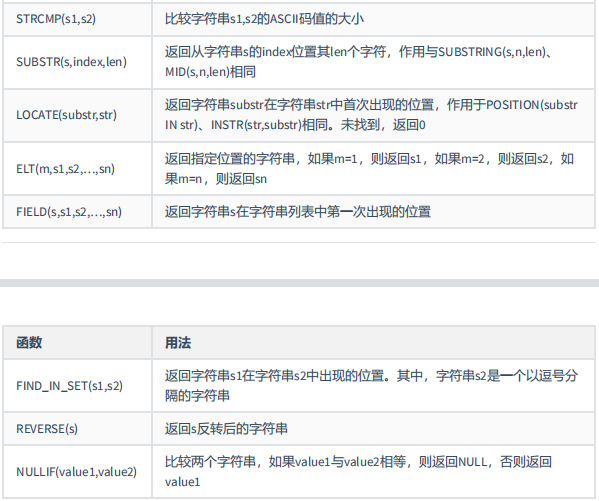 STRCMP(s1,s2) 比较字符串s1,s2的ASCII码值的大小
SUBSTR(s,index,len) 返回从字符串s的index位置其len个字符，作用与SUBSTRING(s,n,len)、
MID(s,n,len)相同
LOCATE(substr,str) 返回字符串substr在字符串str中首次出现的位置，作用于POSITION(substr
IN str)、INSTR(str,substr)相同。未找到，返回0
ELT(m,s1,s2,…,sn) 返回指定位置的字符串，如果m=1，则返回s1，如果m=2，则返回s2，如
果m=n，则返回sn
FIELD(s,s1,s2,…,sn) 返回字符串s在字符串列表中第一次出现的位置
函数 用法
FIND_IN_SET(s1,s2) 返回字符串s1在字符串s2中出现的位置。其中，字符串s2是一个以逗号分
隔的字符串
REVERSE(s) 返回s反转后的字符串
NULLIF(value1,value2) 比较两个字符串，如果value1与value2相等，则返回NULL，否则返回
value1